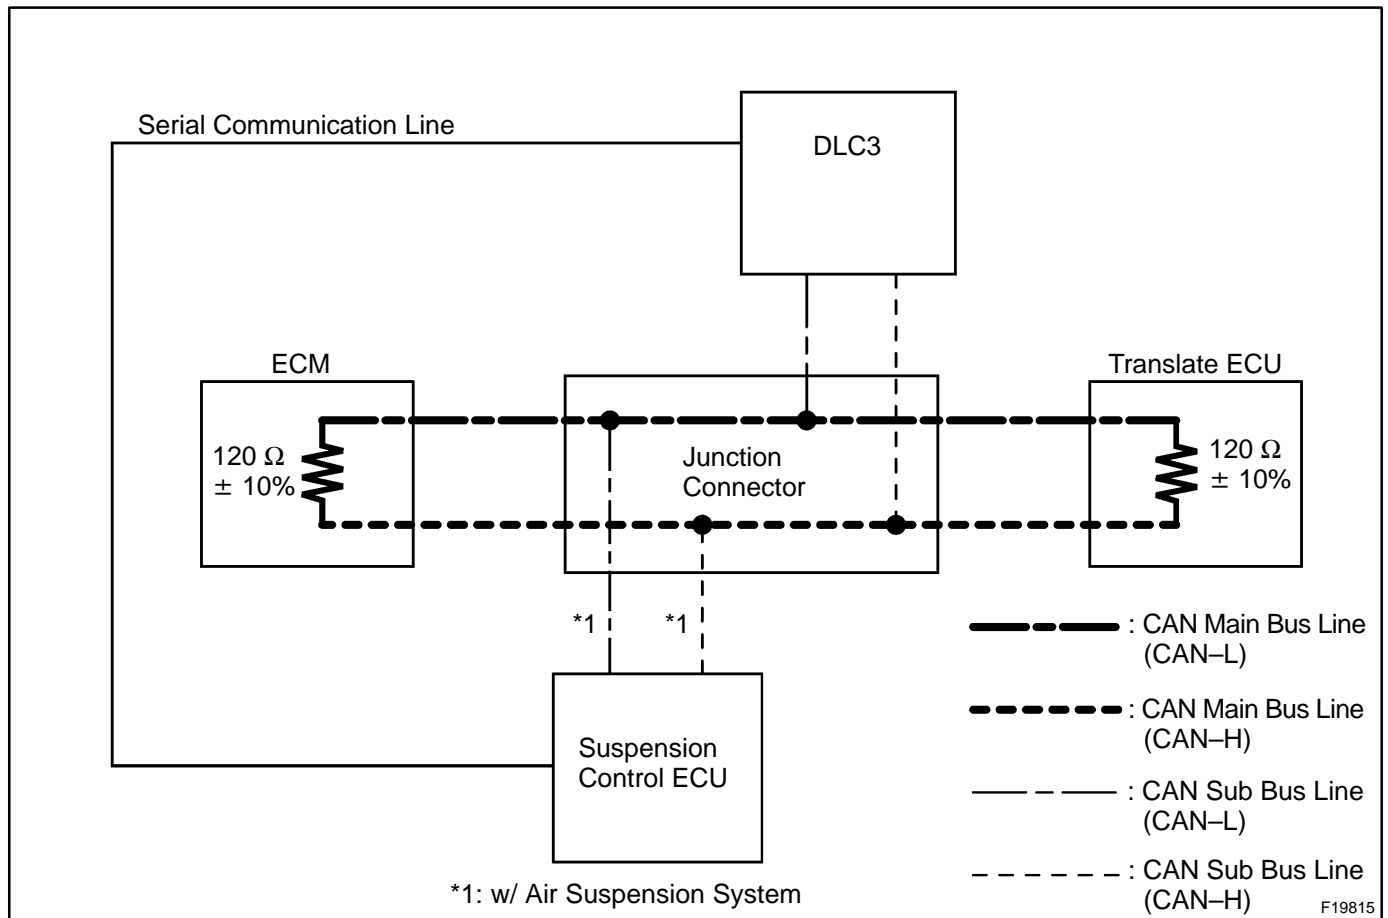 Serial Communication Line
DLC3
ECM
Translate ECU
120 Ω
± 10%
Junction
Connector
120 Ω
± 10%
*1
*1
Suspension
Control ECU
*1: w/ Air Suspension System
: CAN Main Bus Line
(CAN–L)
: CAN Main Bus Line
(CAN–H)
: CAN Sub Bus Line
(CAN–L)
: CAN Sub Bus Line
(CAN–H)
F19815